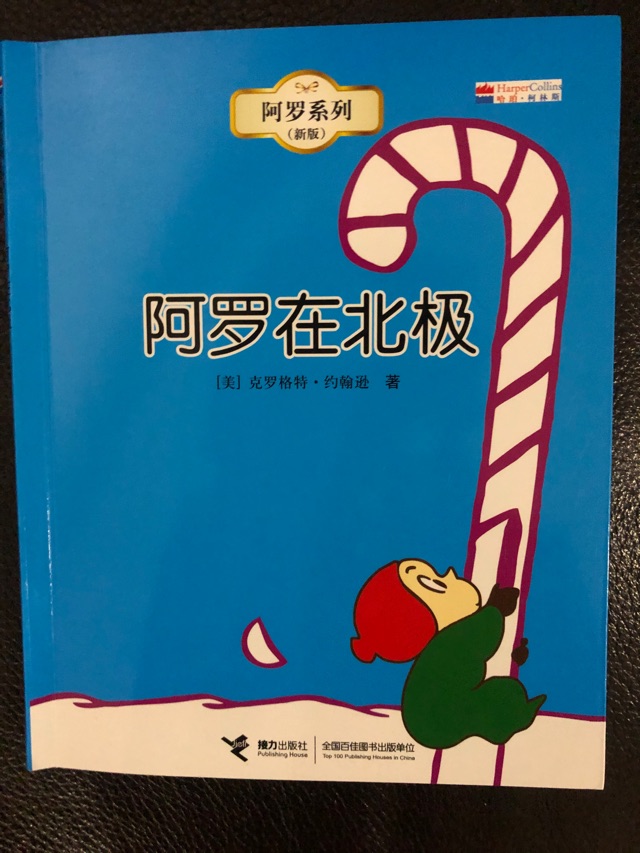 阿罗系列
(新版)
HarperCollins
哈珀·柯林斯
阿罗在北极
[美] 克罗格特·约翰逊 著
接力出版社
Publishing House
全国百佳图书出版单位
Top 100 Publishing Houses in China